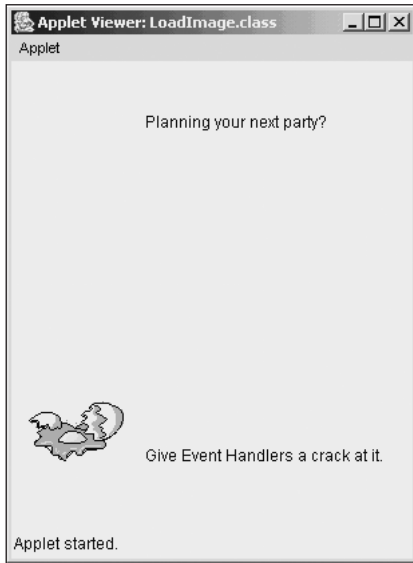 Applet Viewer: LoadImage.class
Applet
Planning your next party?
Give Event Handlers a crack at it.
Applet started.